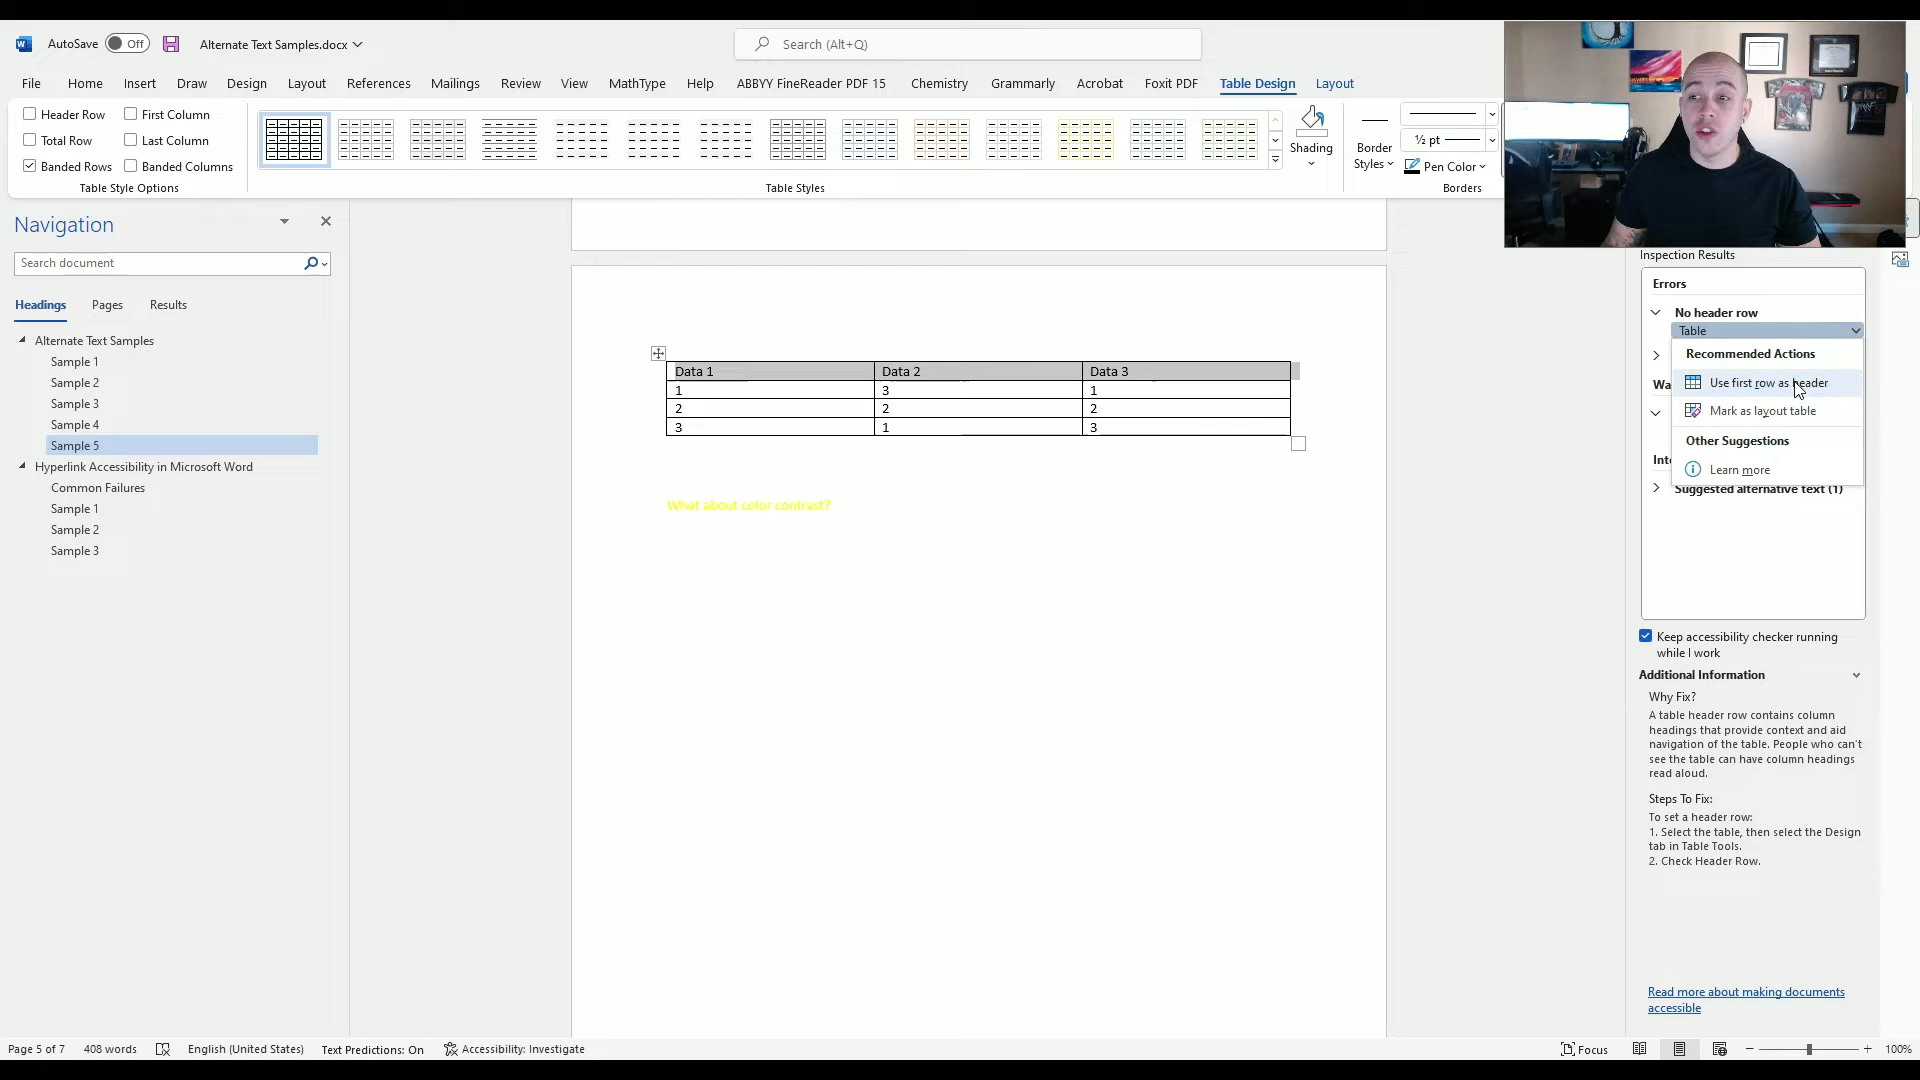 AutoSave Off Alternate Text Samples.docx Search (Alt+Q)
File Home Insert Draw Design Layout References Mailings Review View MathType Help ABBYY FineReader PDF 15 Chemistry Grammarly Acrobat Foxit PDF Table Design Layout
Header Row First Column
Total Row Last Column
Banded Rows Banded Columns
Table Style Options
Table Styles
Shading
Border
Styles
½ pt
Pen Color
Borders
Navigation
Search document
Headings Pages Results
Alternate Text Samples
Sample 1
Sample 2
Sample 3
Sample 4
Sample 5
Hyperlink Accessibility in Microsoft Word
Common Failures
Sample 1
Sample 2
Sample 3
Data 1 Data 2 Data 3
1 3 1
2 2 2
3 1 3
What about color contrast?
Inspection Results
Errors
No header row
Table
Recommended Actions
Wa
Use first row as header
Mark as layout table
Other Suggestions
Int
Learn more
Suggested alternative text (1)
Keep accessibility checker running
while I work
Additional Information
Why Fix?
A table header row contains column
headings that provide context and aid
navigation of the table. People who can't
see the table can have column headings
read aloud.
Steps To Fix:
To set a header row:
1. Select the table, then select the Design
tab in Table Tools.
2. Check Header Row.
Read more about making documents
accessible
Page 5 of 7 408 words English (United States) Text Predictions: On Accessibility: Investigate Focus 100%